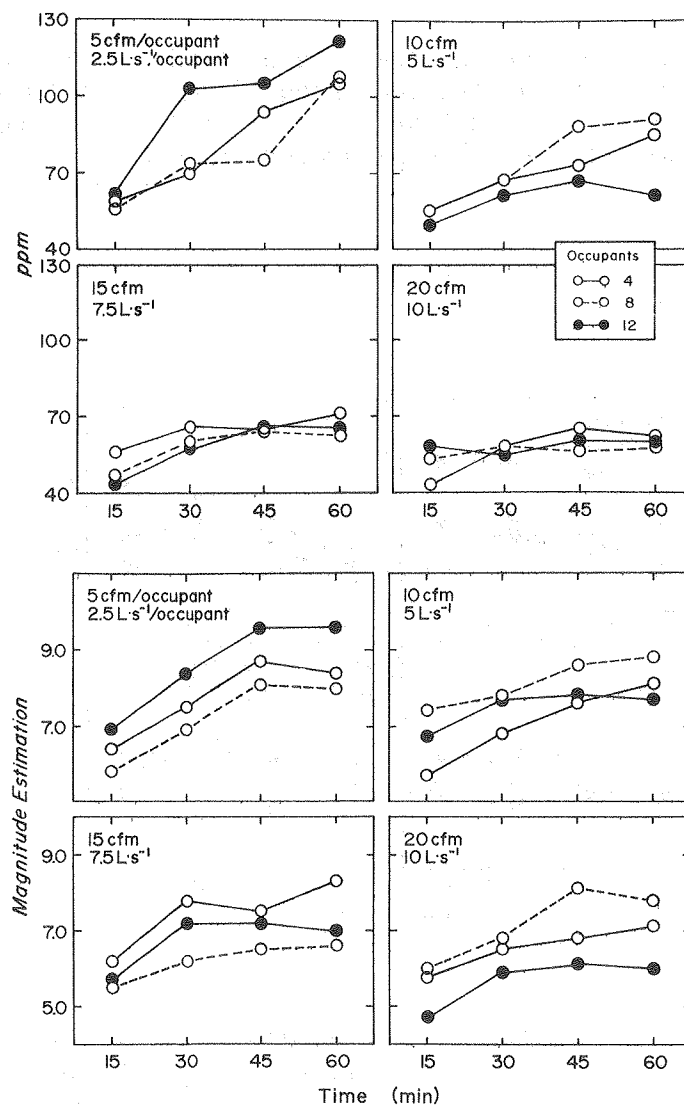 130
100
70
40
ppm
5 cfm/occupant
2.5 L·s⁻¹/occupant
10 cfm
5 L·s⁻¹
130
100
70
40
15 cfm
7.5 L·s⁻¹
20 cfm
10 L·s⁻¹
Occupants
4
8
12
15 30 45 60
15 30 45 60
9.0
7.0
Magnitude Estimation
5 cfm/occupant
2.5 L·s⁻¹/occupant
10 cfm
5 L·s⁻¹
9.0
7.0
5.0
15 cfm
7.5 L·s⁻¹
20 cfm
10 L·s⁻¹
15 30 45 60
15 30 45 60
Time (min)